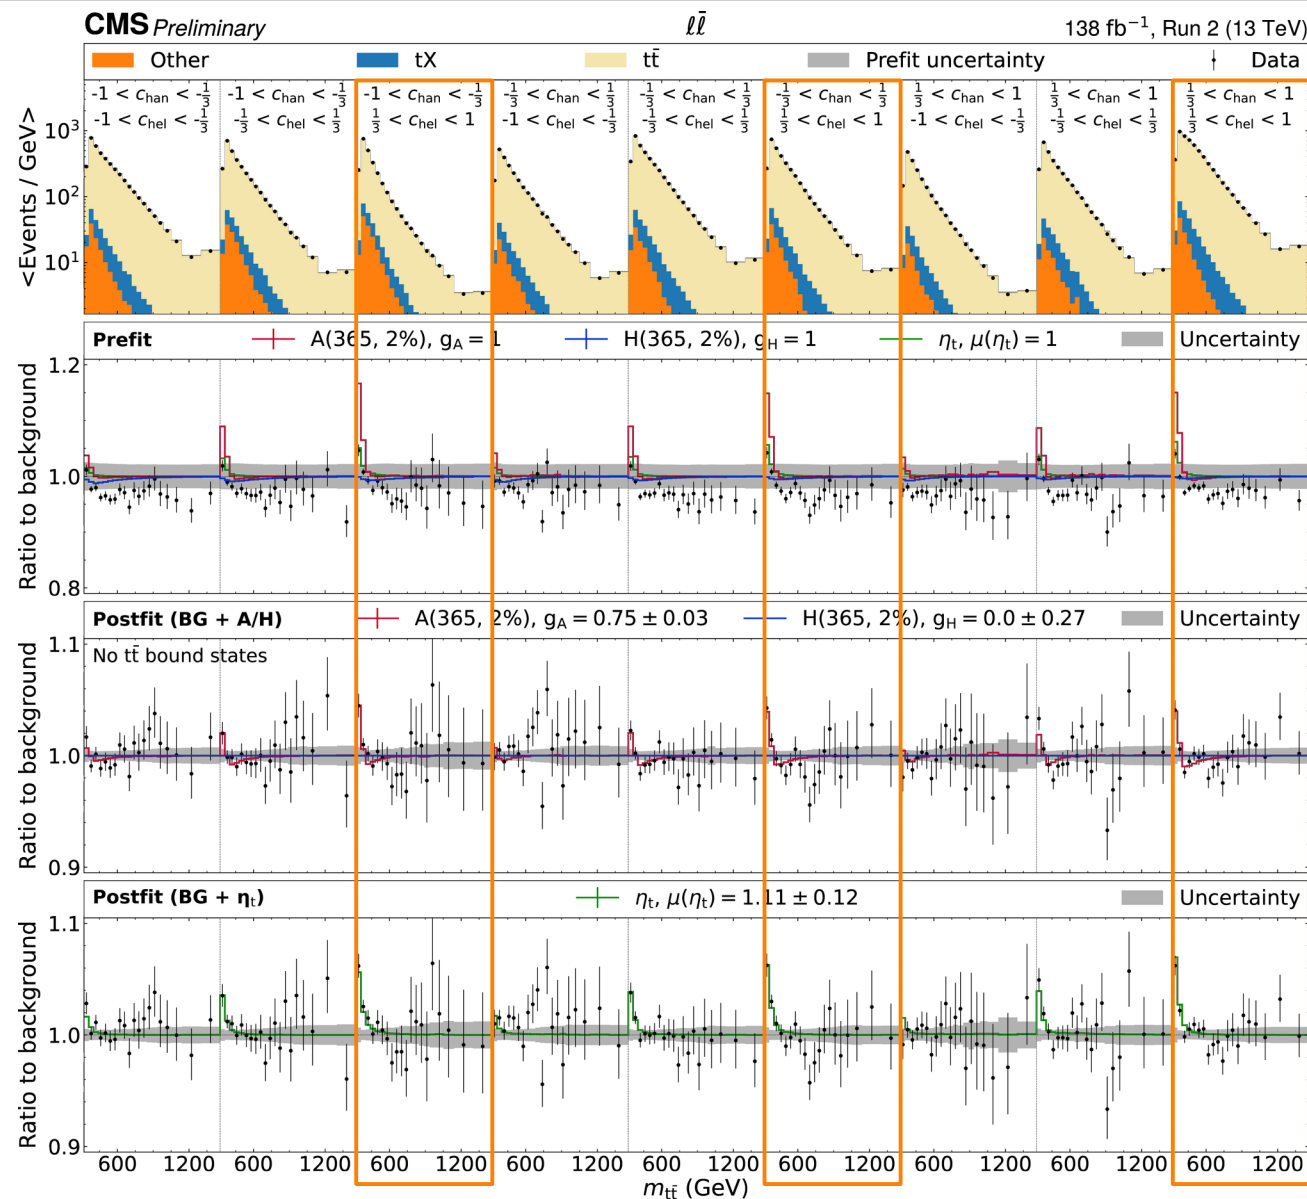 CMS Preliminary ℓℓ̄ 138 fb⁻¹, Run 2 (13 TeV)
Other tX tt̄ Prefit uncertainty Data
-1 < c_han < -1/3 -1 < c_han < -1/3 -1 < c_han < -1/3 -1/3 < c_han < 1/3 -1/3 < c_han < 1/3 -1/3 < c_han < 1/3 1/3 < c_han < 1 1/3 < c_han < 1 1/3 < c_han < 1
-1 < c_hel < -1/3 -1/3 < c_hel < 1/3 1/3 < c_hel < 1 -1 < c_hel < -1/3 -1/3 < c_hel < 1/3 1/3 < c_hel < 1 -1 < c_hel < -1/3 -1/3 < c_hel < 1/3 1/3 < c_hel < 1
<Events / GeV>
10³
10²
10¹
Prefit A(365, 2%), g_A = 1 H(365, 2%), g_H = 1 η_t, μ(η_t) = 1 Uncertainty
Ratio to background
1.2
1.0
0.8
Postfit (BG + A/H) A(365, 2%), g_A = 0.75 ± 0.03 H(365, 2%), g_H = 0.0 ± 0.27 Uncertainty
No tt̄ bound states
Ratio to background
1.1
1.0
0.9
Postfit (BG + η_t) η_t, μ(η_t) = 1.11 ± 0.12 Uncertainty
Ratio to background
1.1
1.0
0.9
600 1200 600 1200 600 1200 600 1200 600 1200 600 1200 600 1200 600 1200 600 1200
m_tt̄ (GeV)